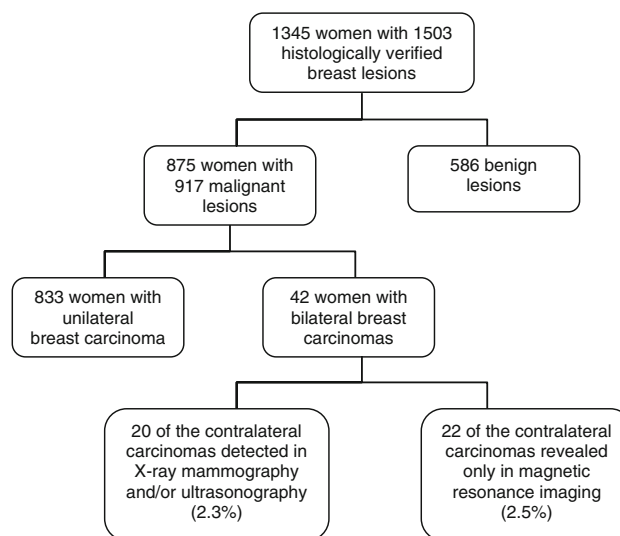 1345 women with 1503
histologically verified
breast lesions
875 women with
917 malignant
lesions
586 benign
lesions
833 women with
unilateral
breast carcinoma
42 women with
bilateral breast
carcinomas
20 of the contralateral
carcinomas detected in
X-ray mammography
and/or ultrasonography
(2.3%)
22 of the contralateral
carcinomas revealed
only in magnetic
resonance imaging
(2.5%)